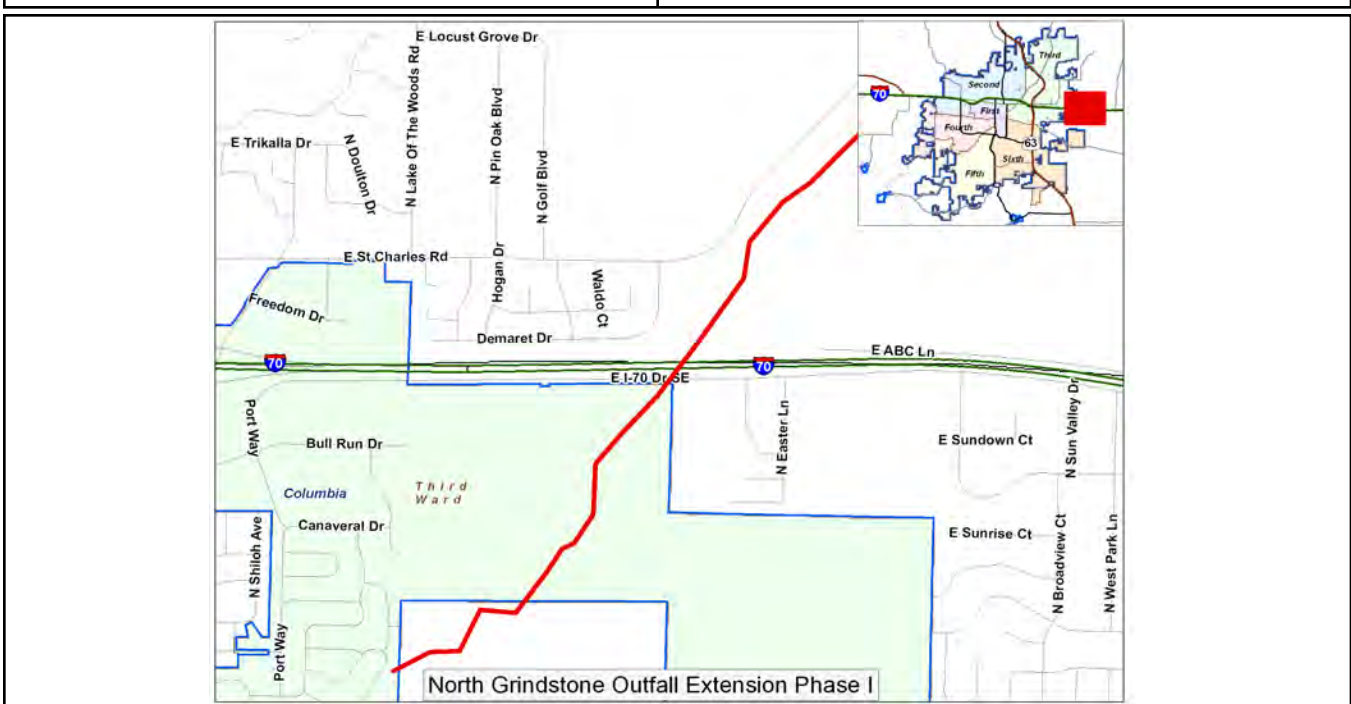 E Locust Grove Dr
N Lake Of The Woods Rd
N Pin Oak Blvd
N Golf Blvd
E Trikalla Dr
N Doulton Dr
E St Charles Rd
Hogan Dr
Waldo Ct
Freedom Dr
Demaret Dr
70
E I-70 Dr SE
70
E ABC Ln
Port Way
Bull Run Dr
N Easter Ln
E Sundown Ct
N Sun Valley Dr
Columbia
Third
Ward
Canaveral Dr
N Shiloh Ave
E Sunrise Ct
N Broadview Ct
N West Park Ln
Port Way
North Grindstone Outfall Extension Phase I
70
Second
Third
First
Fourth
63
Sixth
Fifth